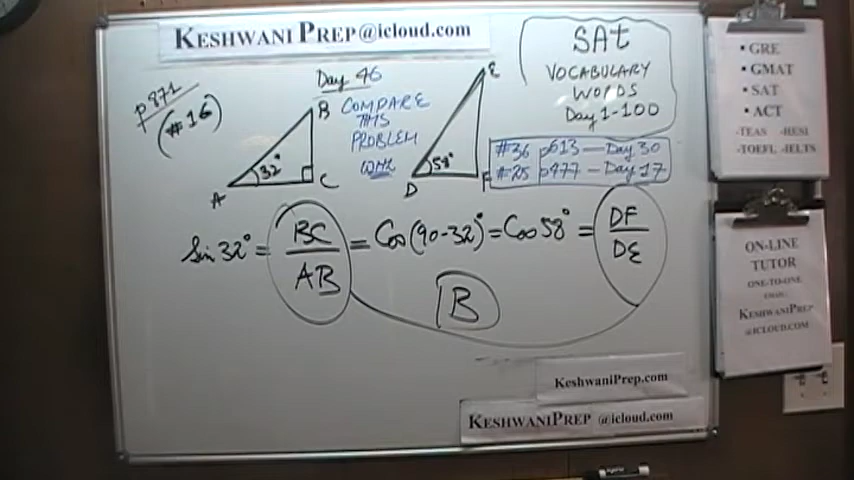 KESHWANI PREP@icloud.com
p871
(#16)
Day 46
COMPARE
THIS
PROBLEM
WITH
A
B
C
32°
D
E
F
58°
SAt
VOCABULARY
WORDS
Day 1-100
#36 p613 — Day 30
#25 p477 — Day 17
Sin 32° = BC/AB = Cos(90-32)° = Cos 58° = DF/DE
B
KeshwaniPrep.com
KESHWANIPREP @icloud.com
• GRE
• GMAT
• SAT
• ACT
-TEAS -HESI
-TOEFL -IELTS
ON-LINE
TUTOR
ONE-TO-ONE
KESHWANIPREP
@ICLOUD.COM